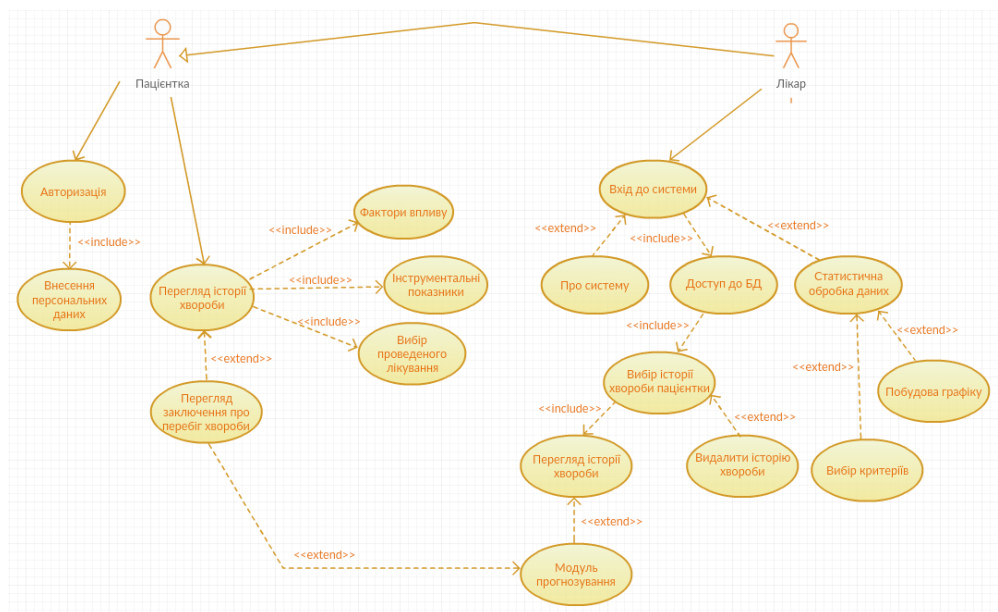 Пацієнтка
Лікар
Авторизація
<<include>>
Внесення
персональних
даних
Перегляд історії
хвороби
<<include>>
Фактори впливу
<<include>>
Інструментальні
показники
<<include>>
Вибір
проведеного
лікування
<<extend>>
Перегляд
заключення про
перебіг хвороби
<<extend>>
Вхід до системи
<<extend>>
<<include>>
<<extend>>
Про систему
Доступ до БД
Статистична
обробка даних
<<include>>
<<extend>>
<<extend>>
Вибір історії
хвороби пацієнтки
Побудова графіку
<<include>>
<<extend>>
Перегляд історії
хвороби
Видалити історію
хвороби
Вибір критеріїв
<<extend>>
Модуль
прогнозування